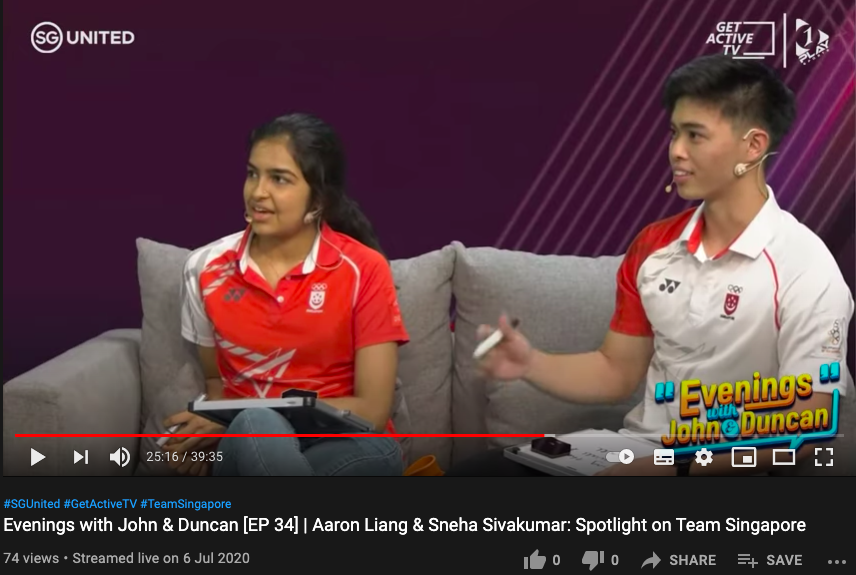 SG UNITED
GET
ACTIVE
TV
1
PLAY
"Evenings"
with
John & Duncan
25:16 / 39:35
#SGUnited #GetActiveTV #TeamSingapore
Evenings with John & Duncan [EP 34] | Aaron Liang & Sneha Sivakumar: Spotlight on Team Singapore
74 views • Streamed live on 6 Jul 2020
0
0
SHARE
SAVE